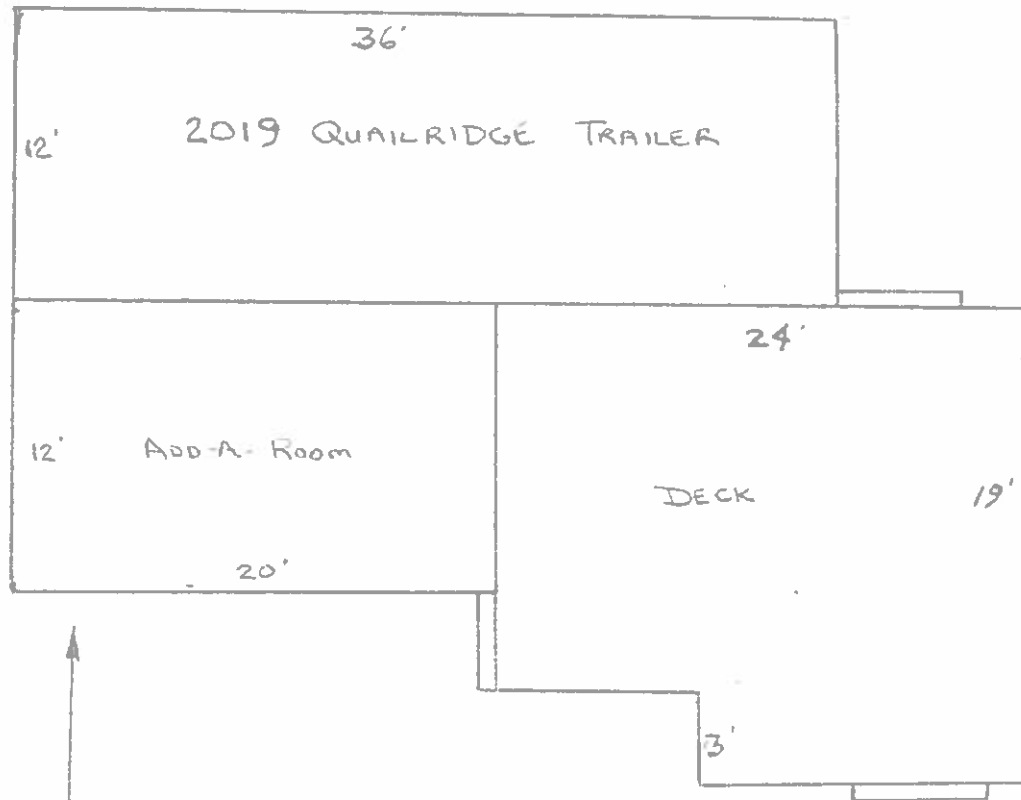 36'
12'
2019 QUAILRIDGE TRAILER
24'
12'
ADD-A-ROOM
DECK
19'
20'
3'